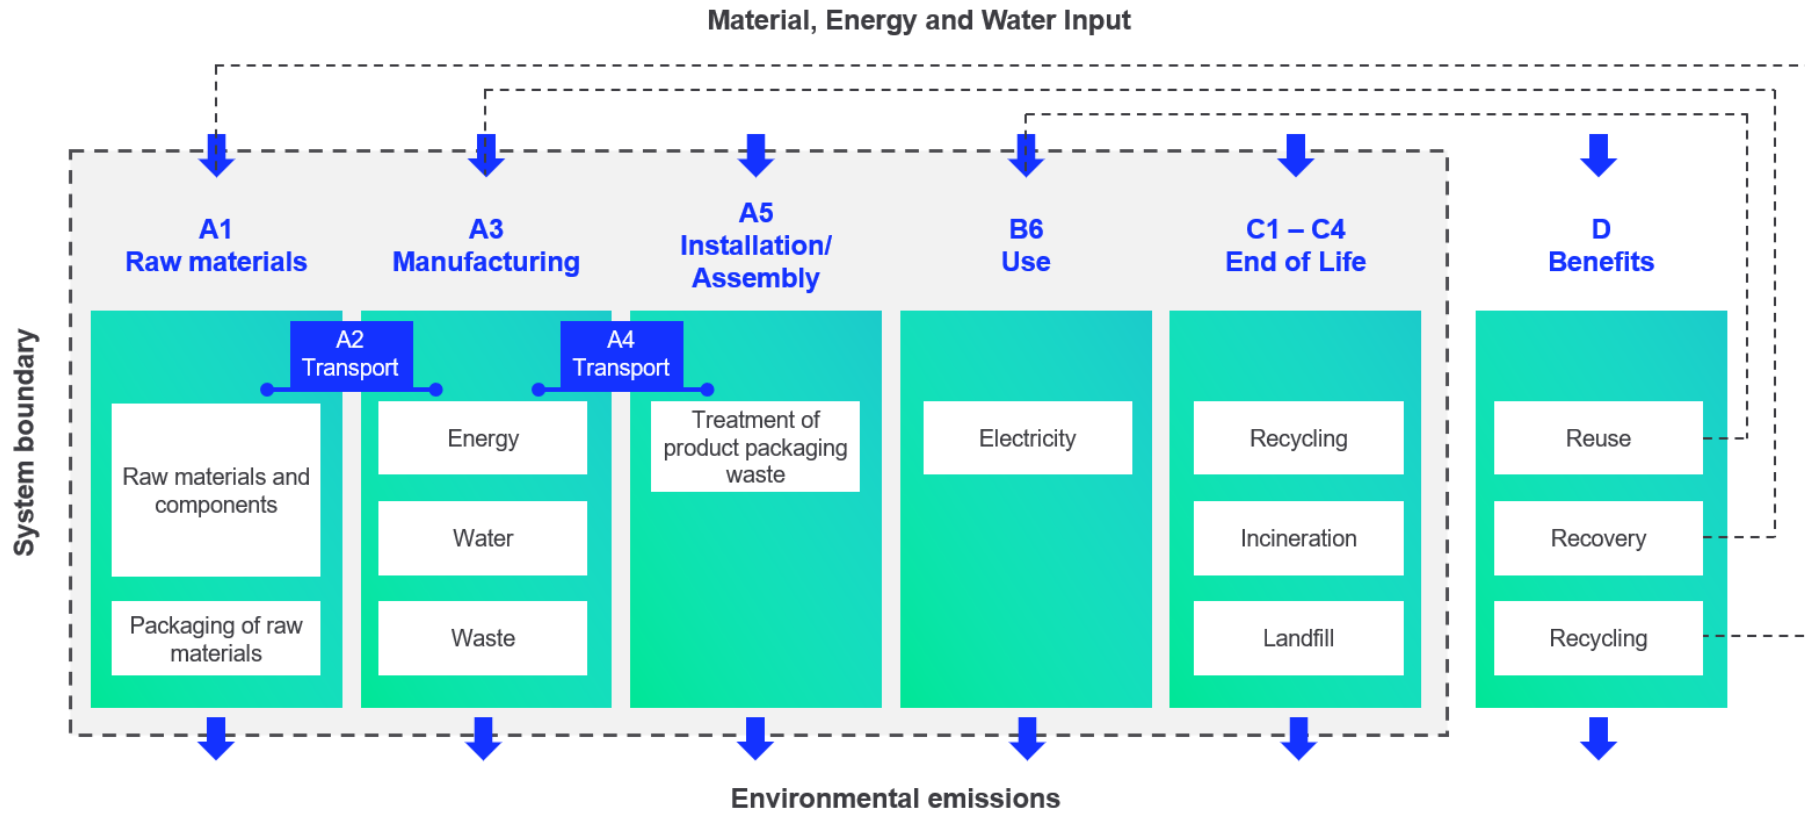 Material, Energy and Water Input
System boundary
A1
Raw materials
A3
Manufacturing
A5
Installation/
Assembly
B6
Use
C1 – C4
End of Life
D
Benefits
A2
Transport
A4
Transport
Raw materials and
components
Packaging of raw
materials
Energy
Water
Waste
Treatment of
product packaging
waste
Electricity
Recycling
Incineration
Landfill
Reuse
Recovery
Recycling
Environmental emissions